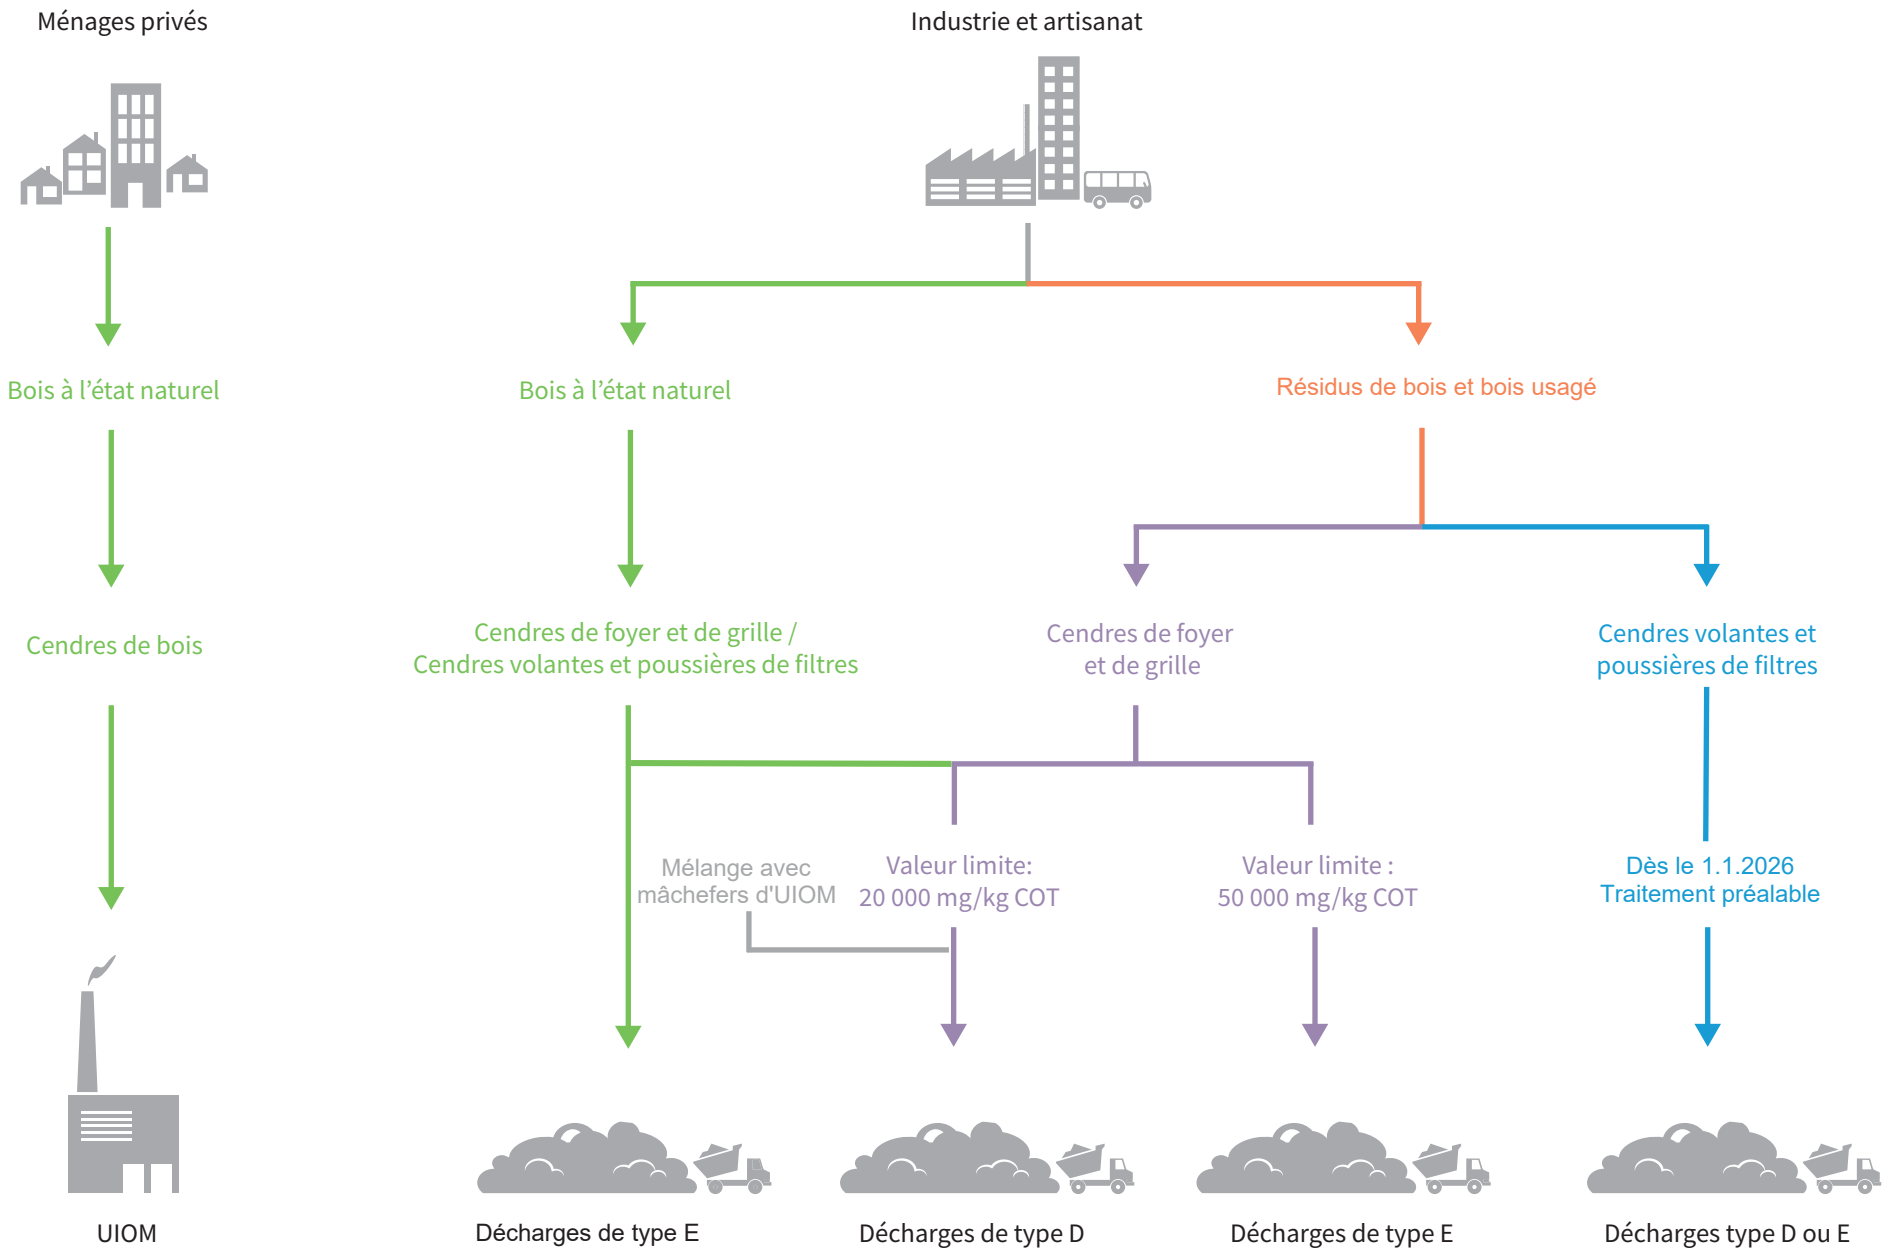 Ménages privés
Industrie et artisanat
Bois à l’état naturel
Bois à l’état naturel
Résidus de bois et bois usagé
Cendres de bois
Cendres de foyer et de grille /
Cendres volantes et poussières de filtres
Cendres de foyer
et de grille
Cendres volantes et
poussières de filtres
Mélange avec
mâchefers d'UIOM
Valeur limite:
20 000 mg/kg COT
Valeur limite :
50 000 mg/kg COT
Dès le 1.1.2026
Traitement préalable
UIOM
Décharges de type E
Décharges de type D
Décharges de type E
Décharges type D ou E